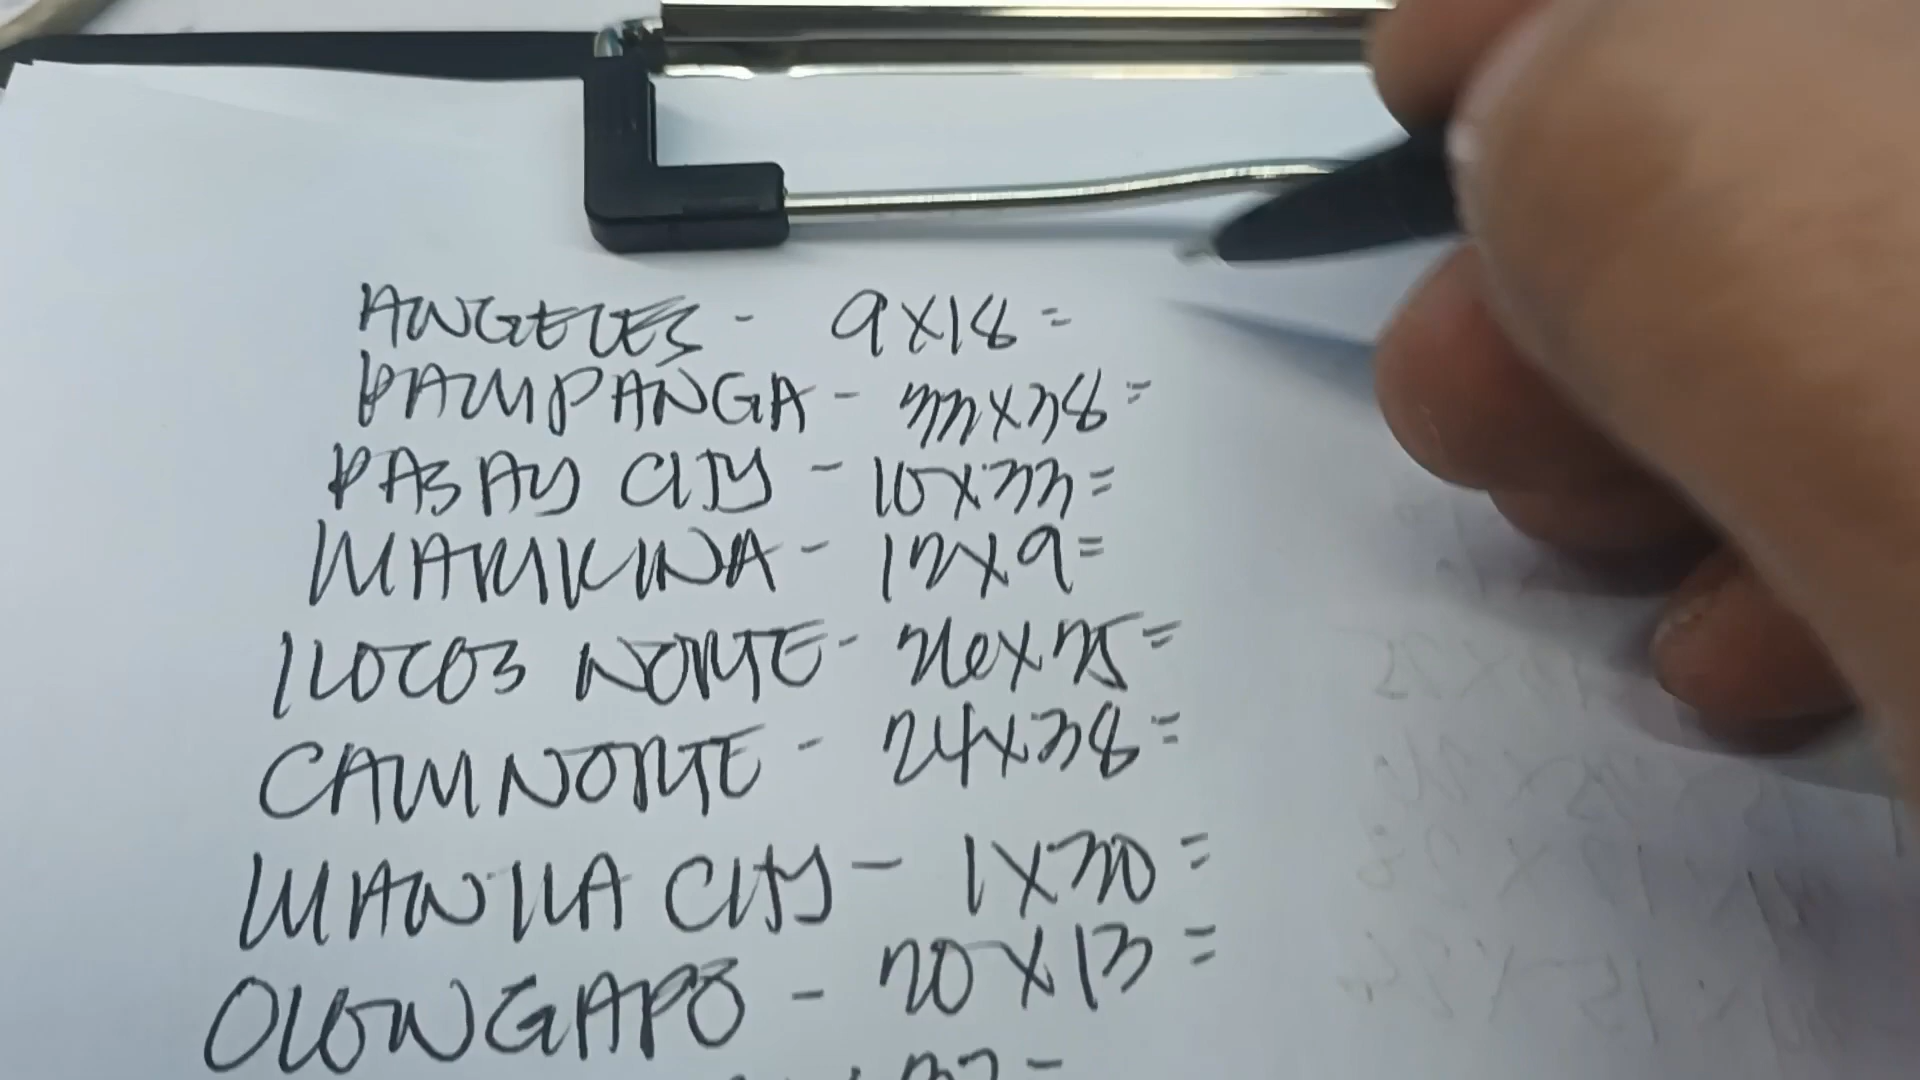 ANGELES - 9X18=
PAMPANGA - 33X38=
PASAY CITY - 10X33=
MARIKINA - 12X9=
ILOCOS NORTE - 26X25=
CAM NORTE - 24X38=
MANILA CITY - 1X30=
OLONGAPO - 20X13=